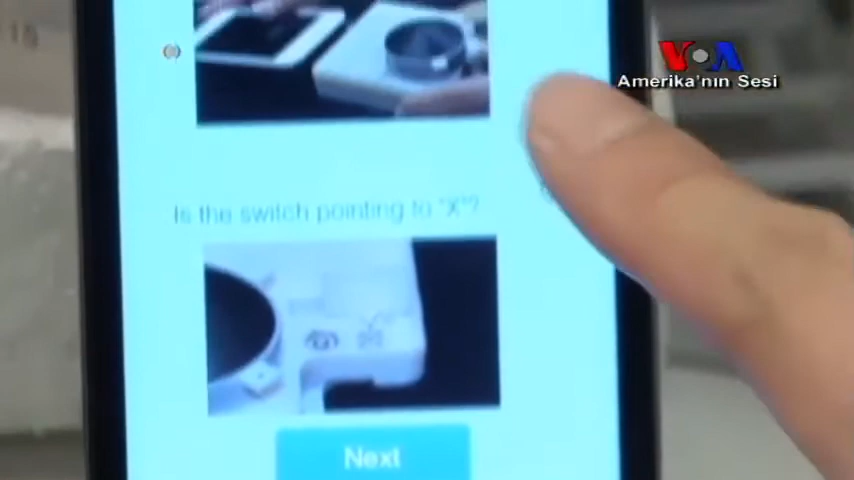 VOA
Amerika'nın Sesi
Is the switch pointing to "X"?
Next